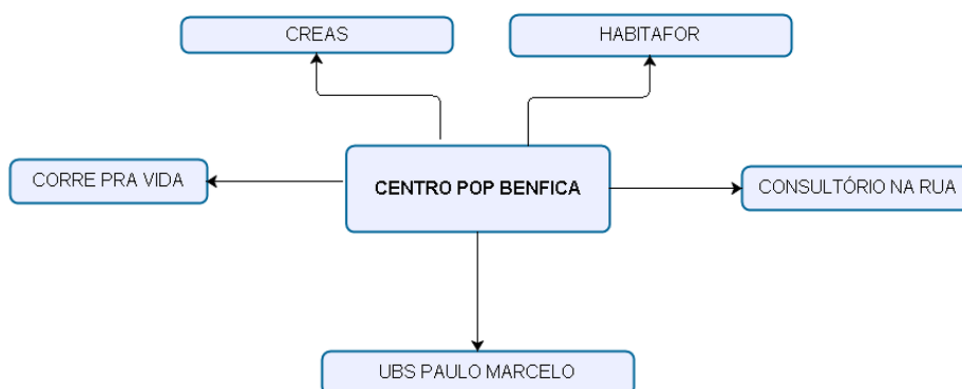 CREAS
HABITAFOR
CORRE PRA VIDA
CENTRO POP BENFICA
CONSULTÓRIO NA RUA
UBS PAULO MARCELO